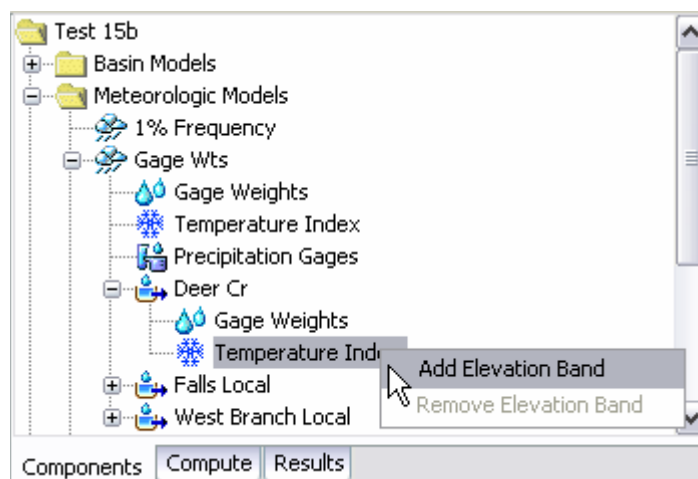 Test 15b
Basin Models
Meteorologic Models
1% Frequency
Gage Wts
Gage Weights
Temperature Index
Precipitation Gages
Deer Cr
Gage Weights
Temperature Inde
Add Elevation Band
Falls Local
Remove Elevation Band
West Branch Local
Components Compute Results